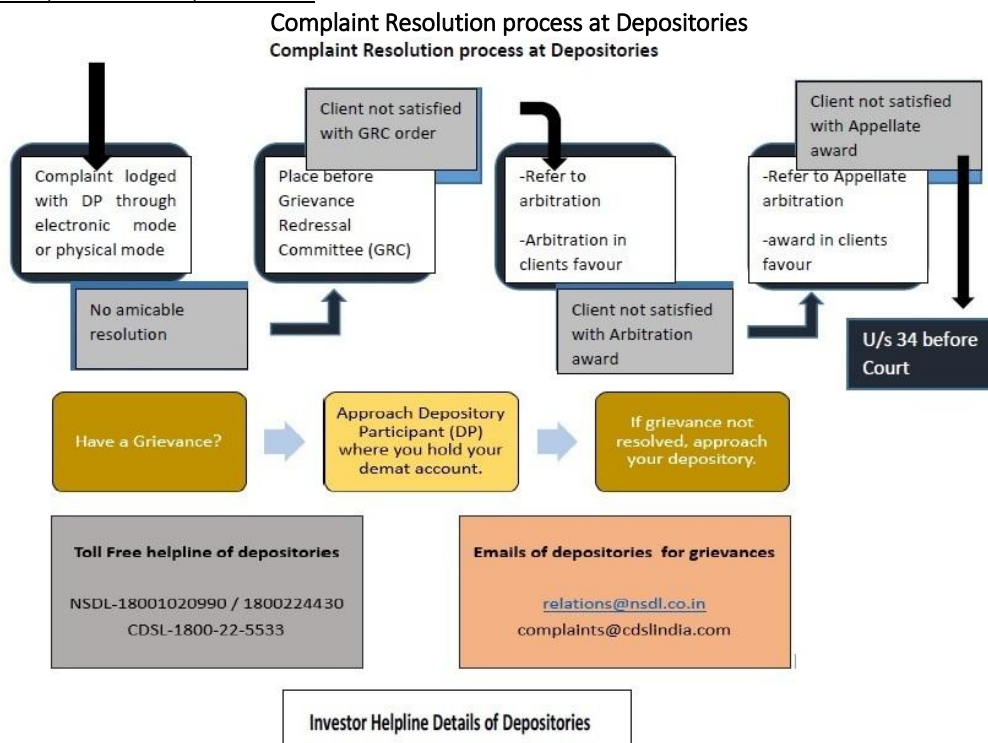 Complaint Resolution process at Depositories
Complaint Resolution process at Depositories
Complaint lodged
with DP through
electronic mode
or physical mode
No amicable
resolution
Client not satisfied
with GRC order
Place before
Grievance
Redressal
Committee (GRC)
-Refer to
arbitration
-Arbitration in
clients favour
Client not satisfied
with Arbitration
award
Client not satisfied
with Appellate
award
-Refer to Appellate
arbitration
-award in clients
favour
U/s 34 before
Court
Have a Grievance?
Approach Depository
Participant (DP)
where you hold your
demat account.
If grievance not
resolved, approach
your depository.
Toll Free helpline of depositories
NSDL-18001020990 / 1800224430
CDSL-1800-22-5533
Emails of depositories for grievances
relations@nsdl.co.in
complaints@cdslindia.com
Investor Helpline Details of Depositories